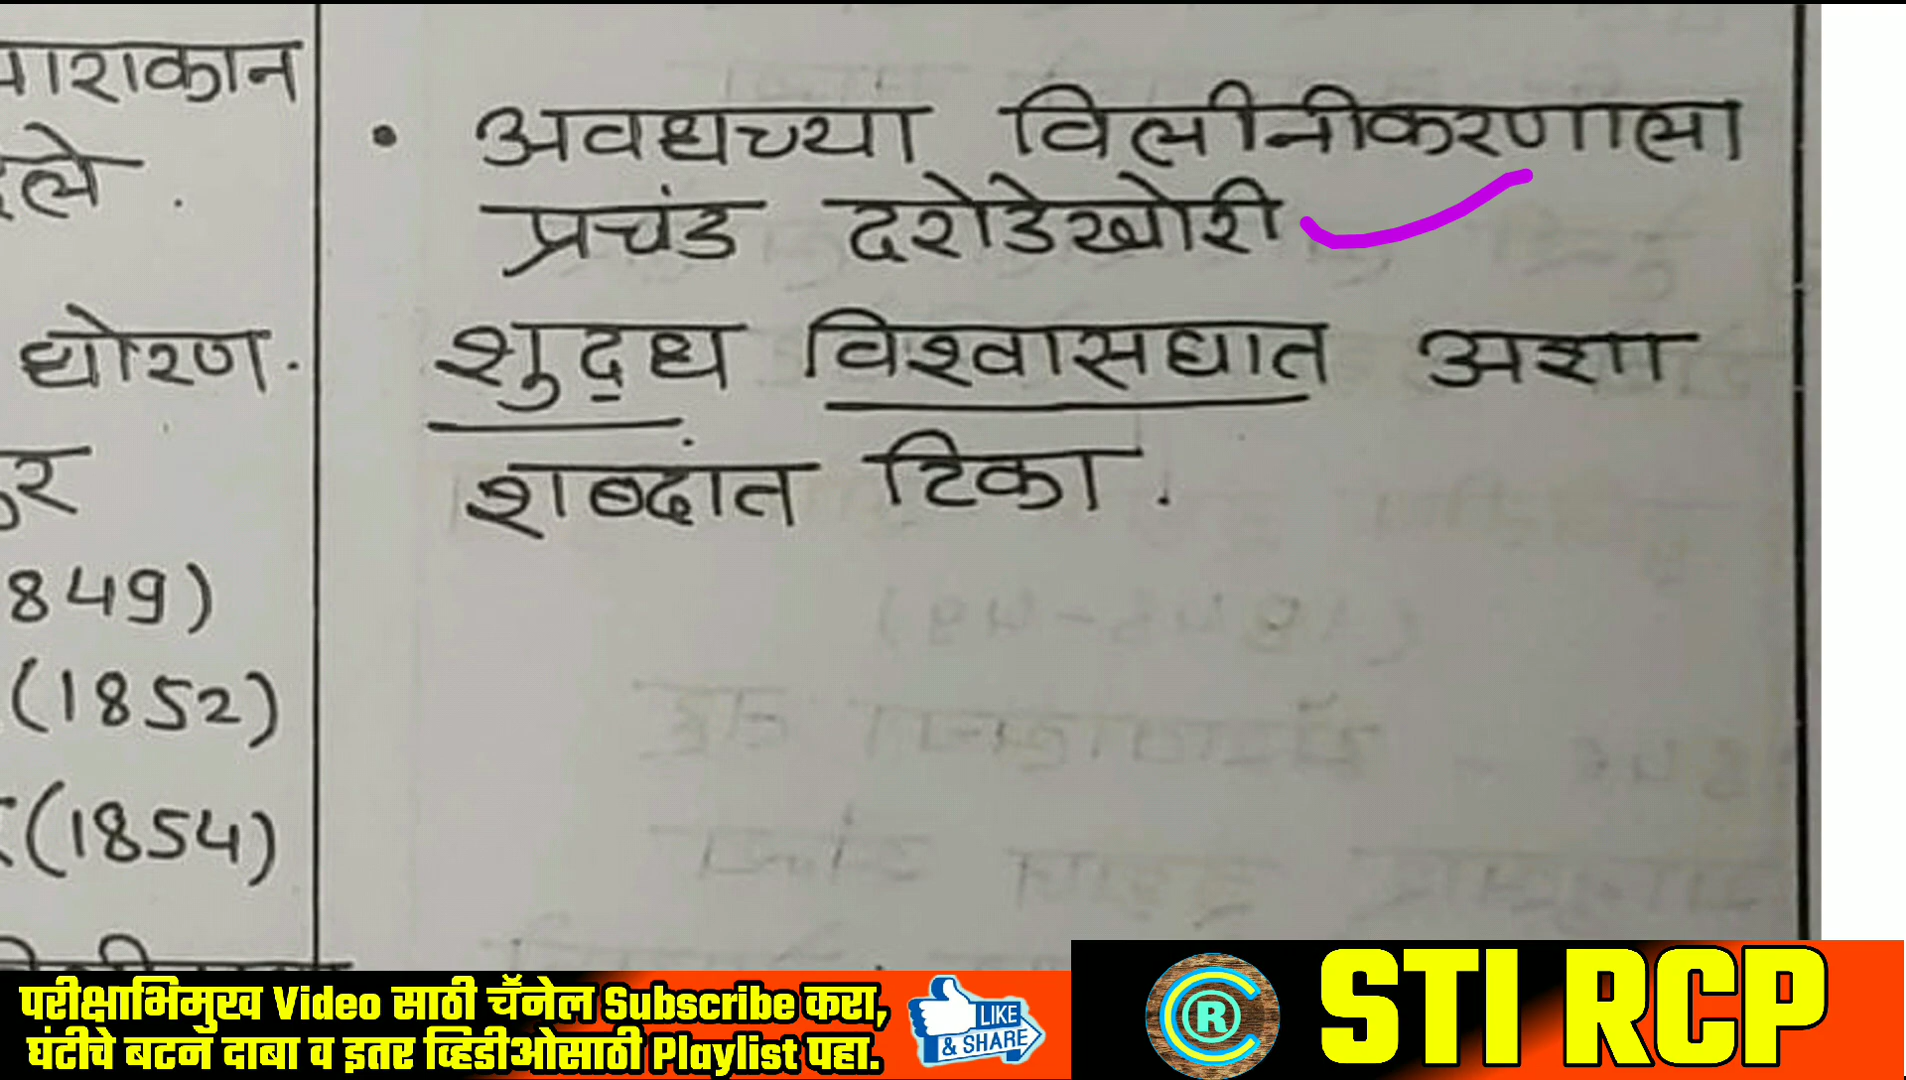 कान
• अवधच्या विलीनीकरणाला
प्रचंड दरोडेखोरी
शुद्ध विश्वासघात अशा
शब्दांत टिका.
धोरण.
र
849)
(1852)
(1854)
परीक्षाभिमुख Video साठी चॅनेल Subscribe करा,
घंटीचे बटन दाबा व इतर व्हिडीओसाठी Playlist पहा.
LIKE
& SHARE
R
STI RCP